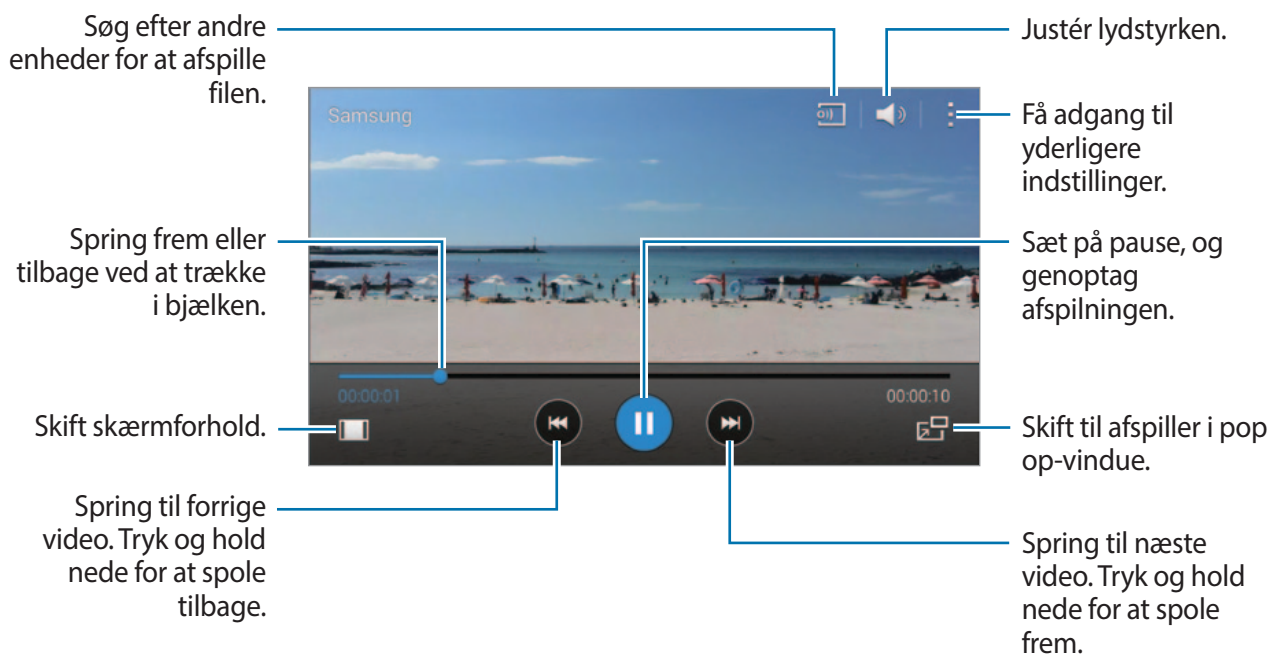 Søg efter andre
enheder for at afspille
filen.
Justér lydstyrken.
Samsung
Få adgang til
yderligere
indstillinger.
Spring frem eller
tilbage ved at trække
i bjælken.
Sæt på pause, og
genoptag
afspilningen.
00:00:01
00:00:10
Skift skærmforhold.
Skift til afspiller i pop
op-vindue.
Spring til forrige
video. Tryk og hold
nede for at spole
tilbage.
Spring til næste
video. Tryk og hold
nede for at spole
frem.